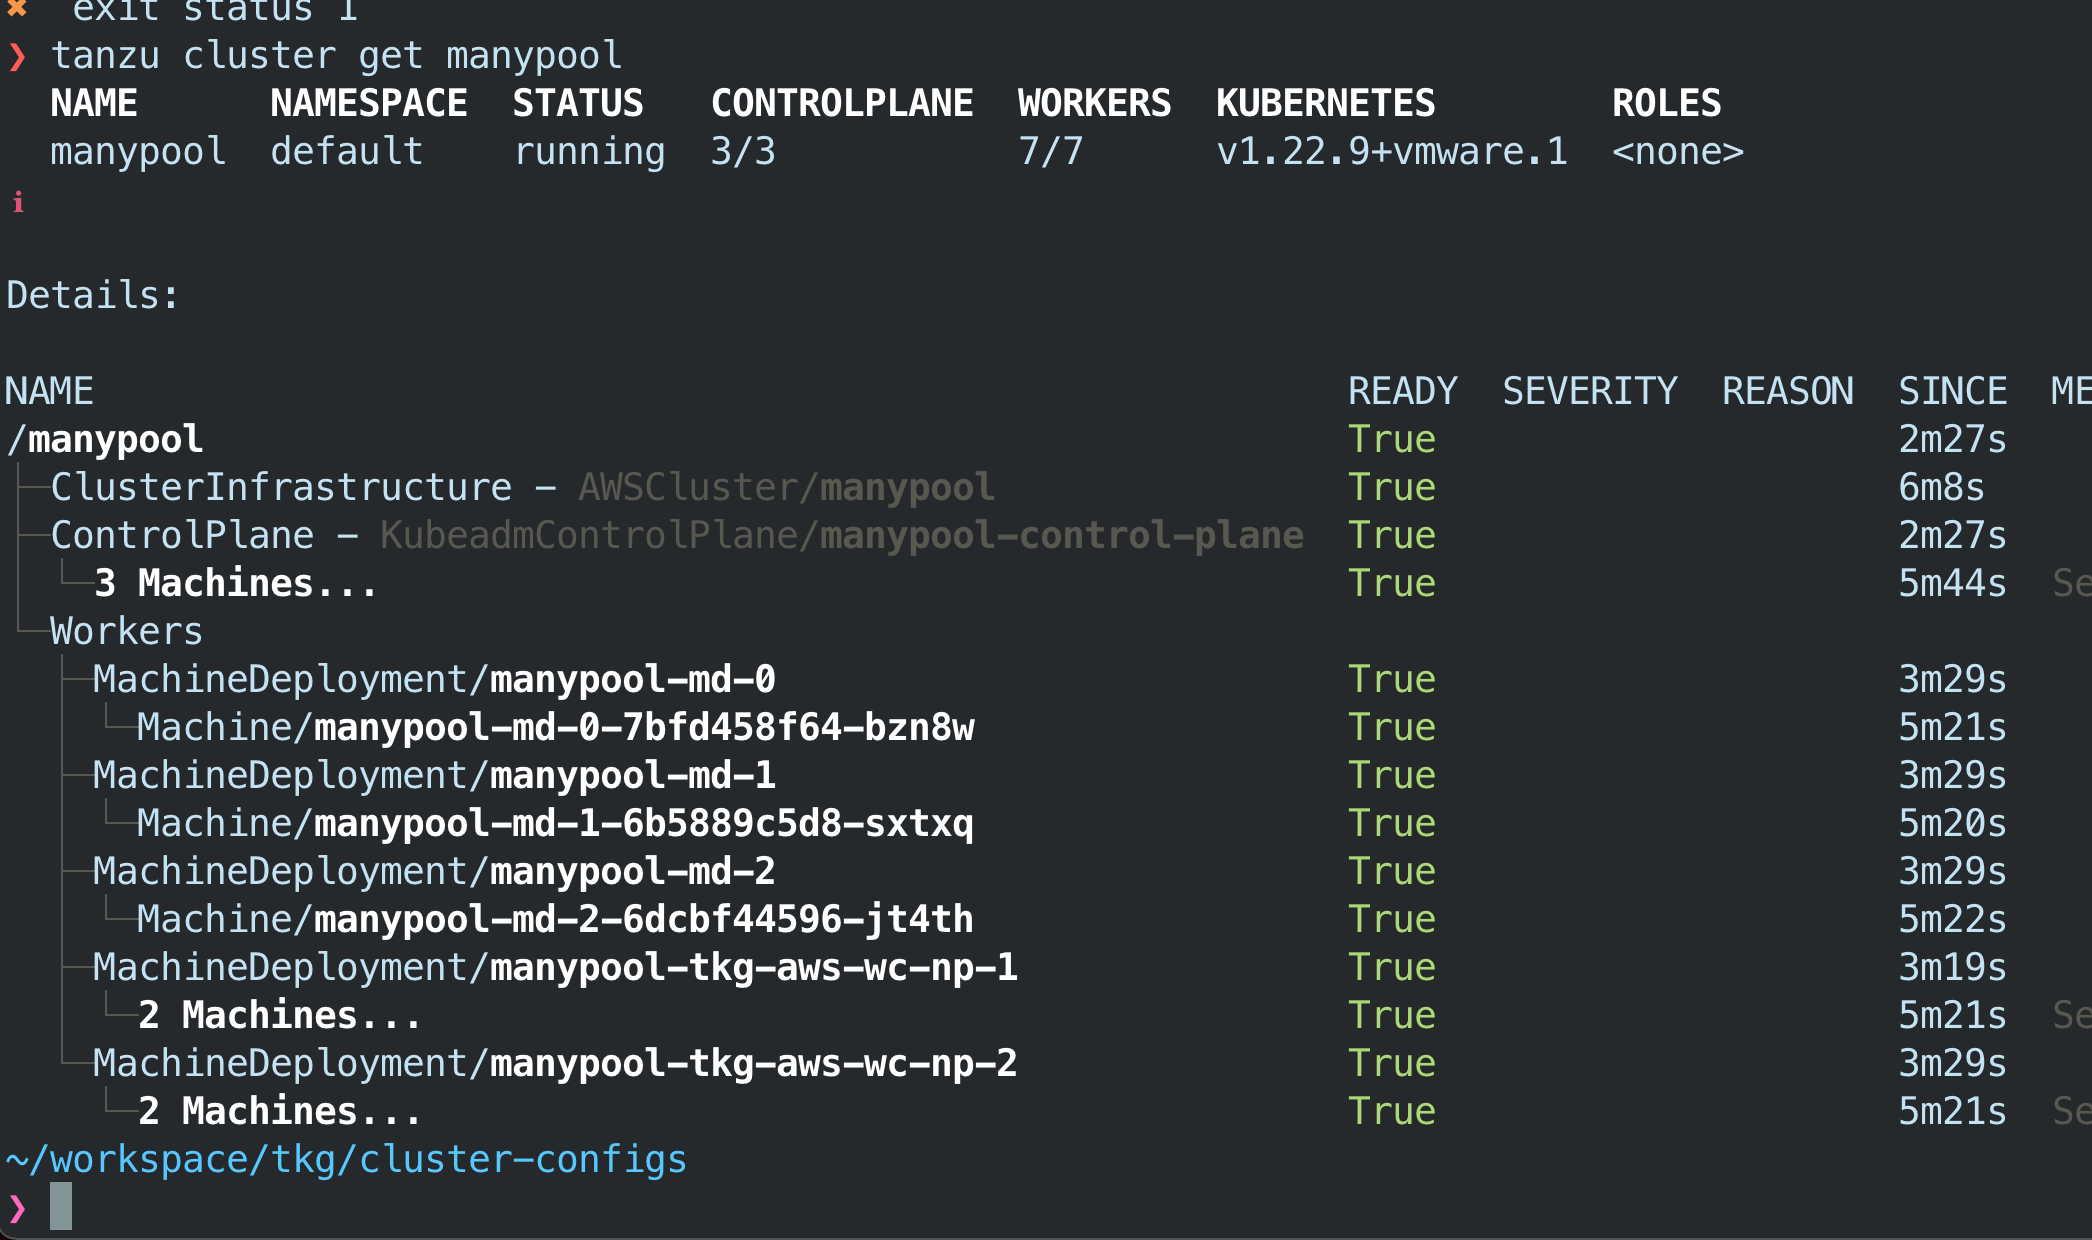 ✖  exit status 1
❯ tanzu cluster get manypool
  NAME      NAMESPACE  STATUS   CONTROLPLANE  WORKERS  KUBERNETES        ROLES
  manypool  default    running  3/3           7/7      v1.22.9+vmware.1  <none>
ℹ
Details:
NAME                                                         READY  SEVERITY  REASON  SINCE  ME
/manypool                                                    True                     2m27s
├─ClusterInfrastructure - AWSCluster/manypool                True                     6m8s
├─ControlPlane - KubeadmControlPlane/manypool-control-plane  True                     2m27s
│ └─3 Machines...                                            True                     5m44s  Se
└─Workers
  ├─MachineDeployment/manypool-md-0                          True                     3m29s
  │ └─Machine/manypool-md-0-7bfd458f64-bzn8w                 True                     5m21s
  ├─MachineDeployment/manypool-md-1                          True                     3m29s
  │ └─Machine/manypool-md-1-6b5889c5d8-sxtxq                 True                     5m20s
  ├─MachineDeployment/manypool-md-2                          True                     3m29s
  │ └─Machine/manypool-md-2-6dcbf44596-jt4th                 True                     5m22s
  ├─MachineDeployment/manypool-tkg-aws-wc-np-1               True                     3m19s
  │ └─2 Machines...                                          True                     5m21s  Se
  └─MachineDeployment/manypool-tkg-aws-wc-np-2               True                     3m29s
    └─2 Machines...                                          True                     5m21s  Se
~/workspace/tkg/cluster-configs
❯